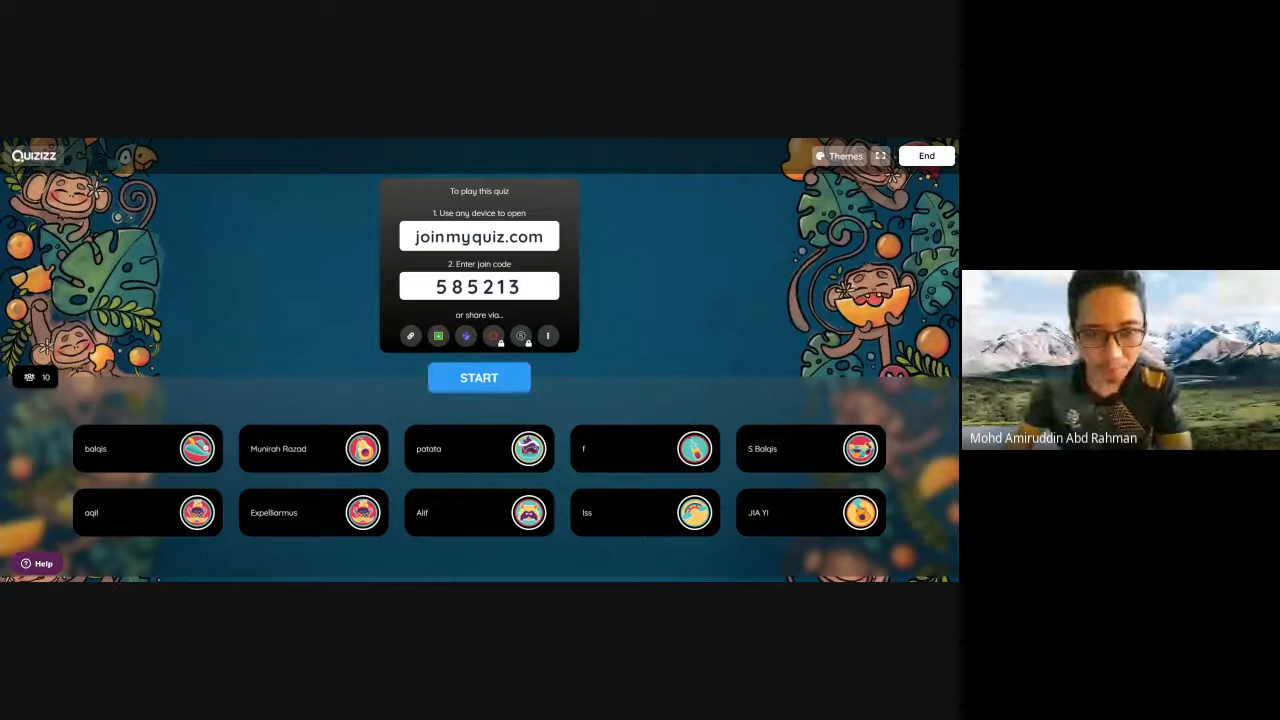 Quizizz
Themes
End
To play this quiz
1. Use any device to open
joinmyquiz.com
2. Enter join code
585213
or share via...
10
START
balqis
Munirah Razad
patata
f
S Balqis
aqil
Expelliarmus
Alif
Iss
JIA YI
Help
Mohd Amiruddin Abd Rahman